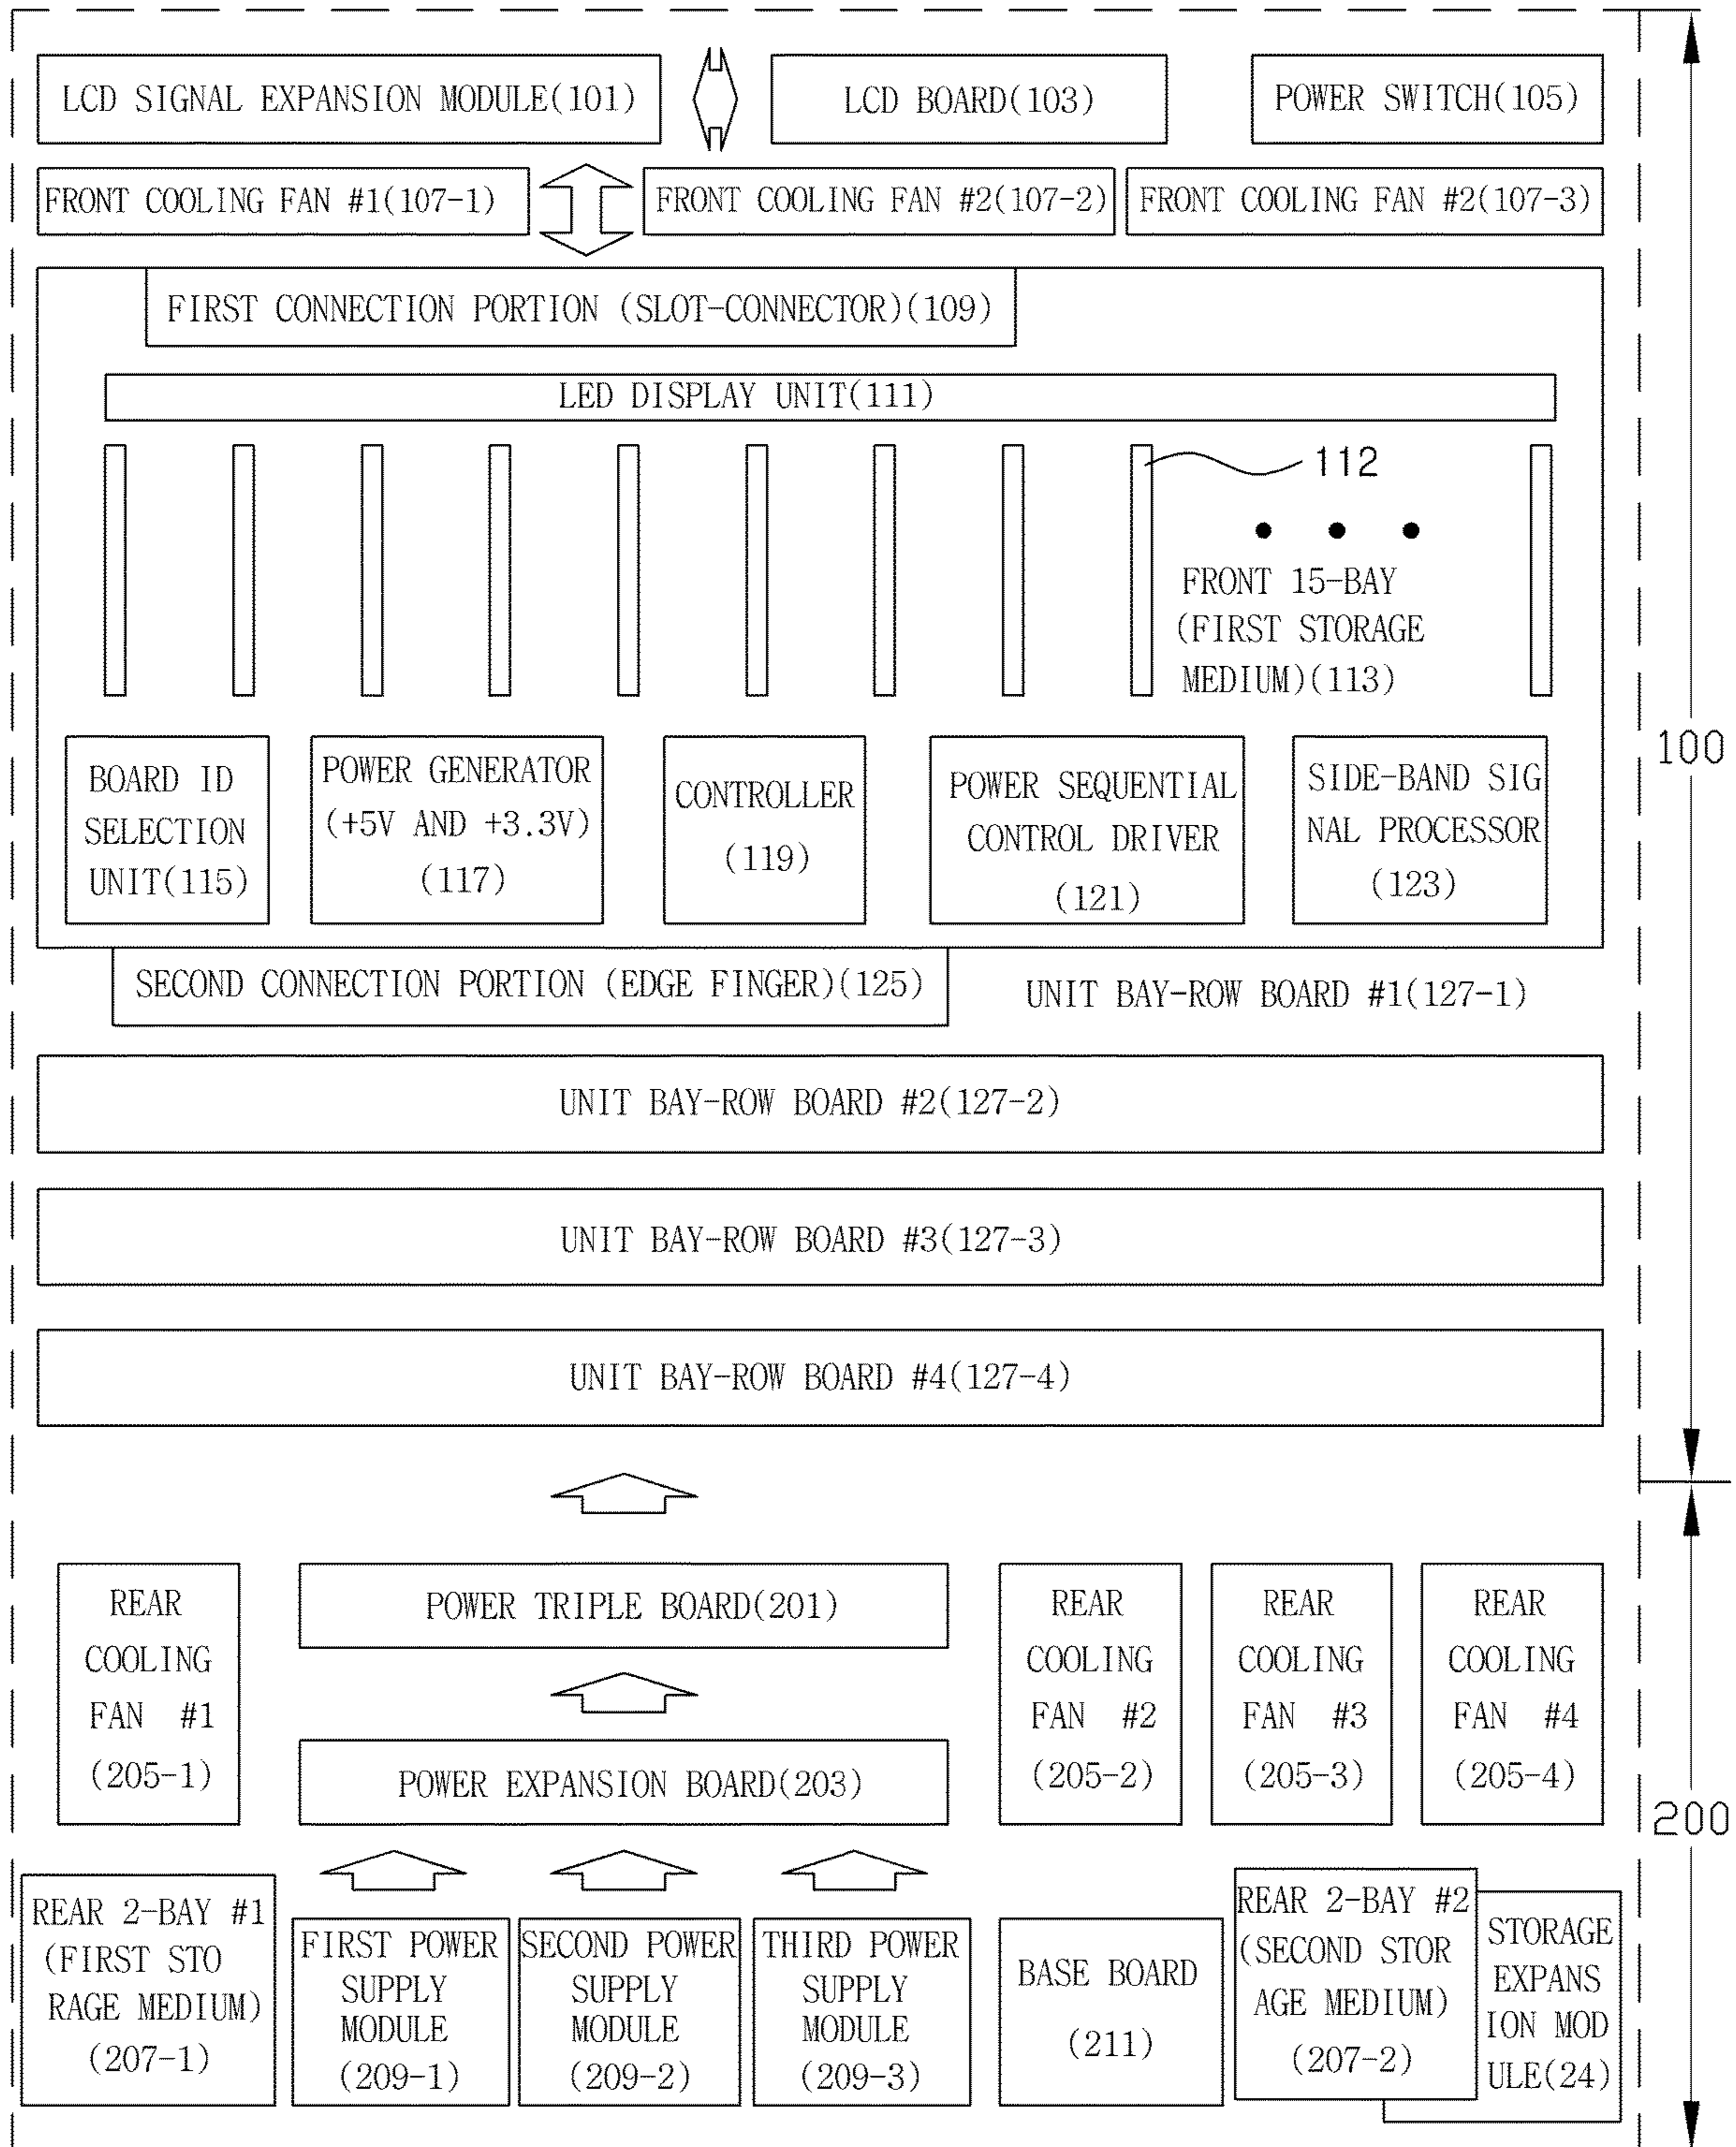 LCD SIGNAL EXPANSION MODULE(101)
LCD BOARD(103)
POWER SWITCH(105)
FRONT COOLING FAN #1(107-1)
FRONT COOLING FAN #2(107-2)
FRONT COOLING FAN #2(107-3)
FIRST CONNECTION PORTION (SLOT-CONNECTOR)(109)
LED DISPLAY UNIT(111)
112
FRONT 15-BAY
(FIRST STORAGE
MEDIUM)(113)
100
BOARD ID
SELECTION
UNIT(115)
POWER GENERATOR
(+5V AND +3.3V)
(117)
CONTROLLER
(119)
POWER SEQUENTIAL
CONTROL DRIVER
(121)
SIDE-BAND SIG
NAL PROCESSOR
(123)
SECOND CONNECTION PORTION (EDGE FINGER)(125)
UNIT BAY-ROW BOARD #1(127-1)
UNIT BAY-ROW BOARD #2(127-2)
UNIT BAY-ROW BOARD #3(127-3)
UNIT BAY-ROW BOARD #4(127-4)
REAR
COOLING
FAN #1
(205-1)
POWER TRIPLE BOARD(201)
POWER EXPANSION BOARD(203)
REAR
COOLING
FAN #2
(205-2)
REAR
COOLING
FAN #3
(205-3)
REAR
COOLING
FAN #4
(205-4)
200
REAR 2-BAY #1
(FIRST STO
RAGE MEDIUM)
(207-1)
FIRST POWER
SUPPLY
MODULE
(209-1)
SECOND POWER
SUPPLY
MODULE
(209-2)
THIRD POWER
SUPPLY
MODULE
(209-3)
BASE BOARD
(211)
REAR 2-BAY #2
(SECOND STOR
AGE MEDIUM)
(207-2)
STORAGE
EXPANS
ION MOD
ULE(24)